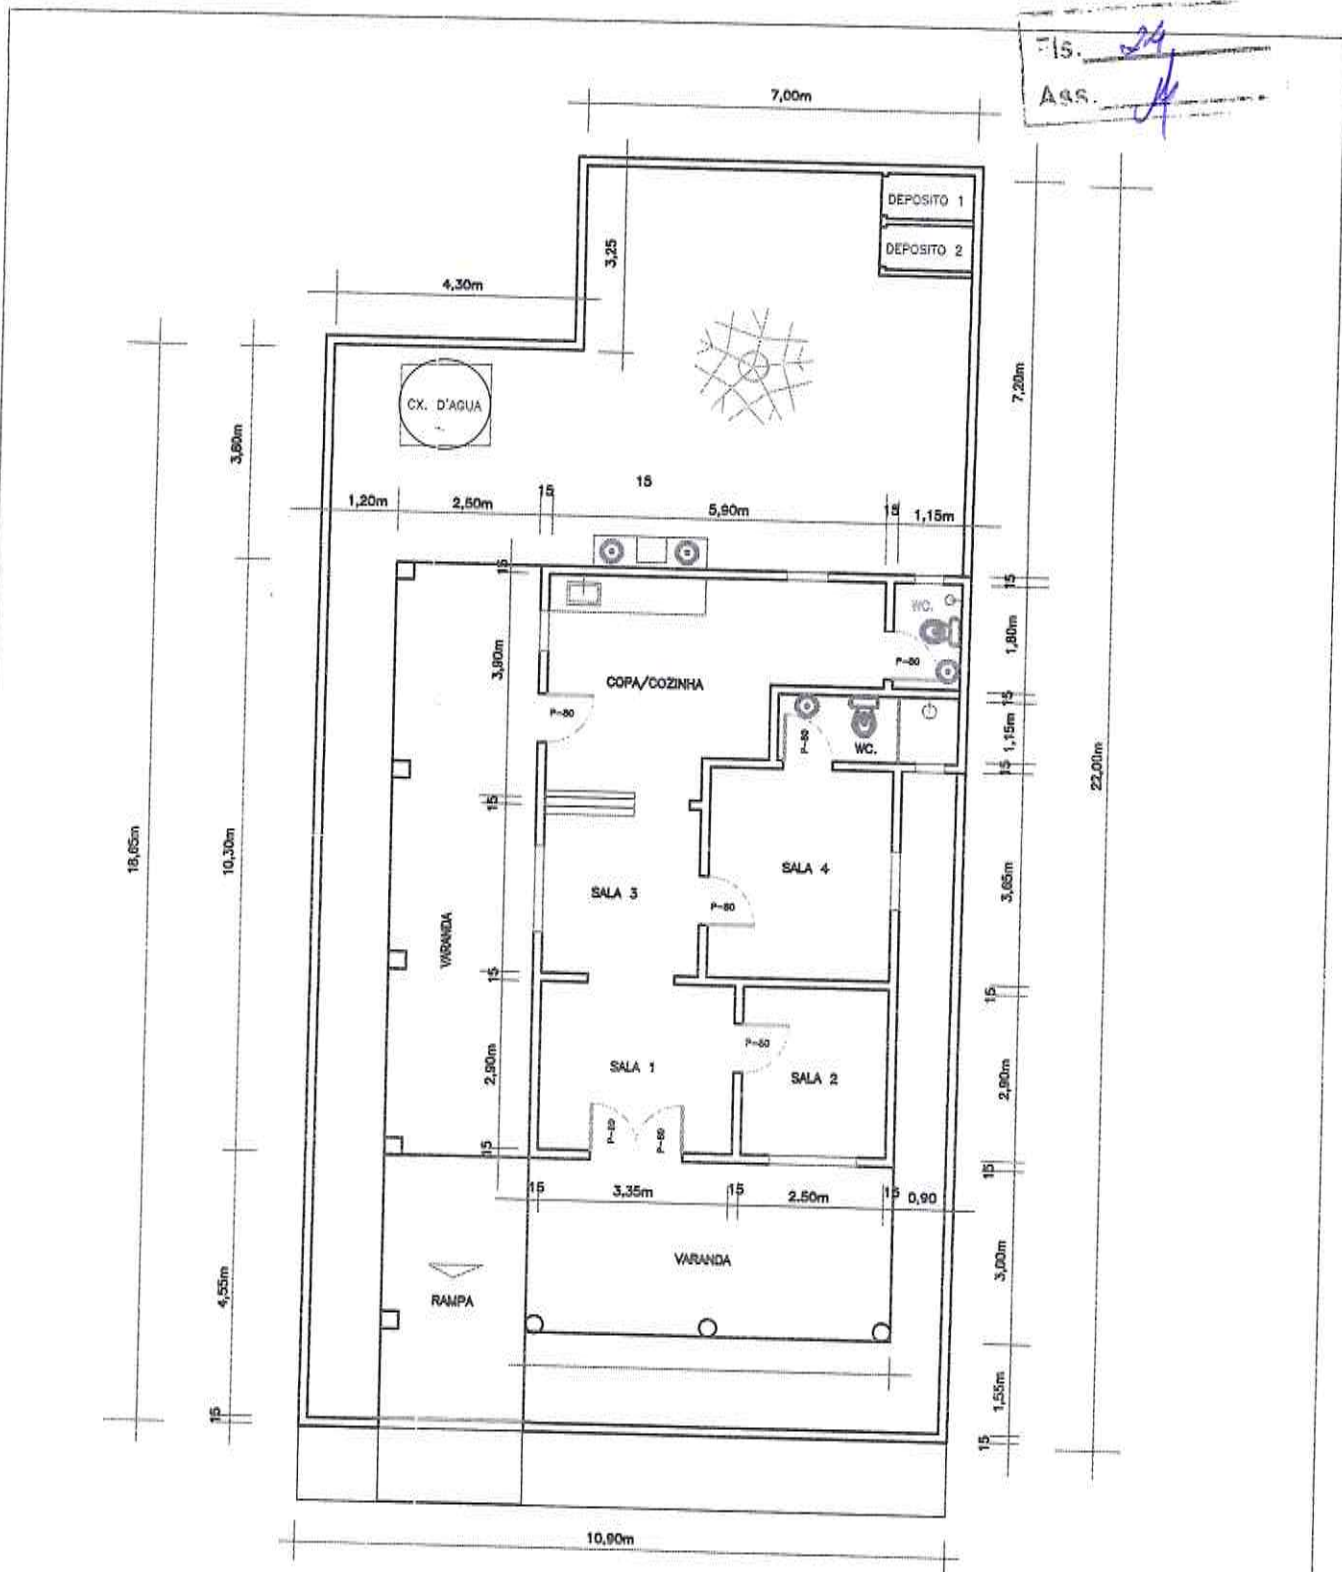 Fls. 24
Ass.
7,00m
DEPOSITO 1
DEPOSITO 2
3,25
4,30m
7,20m
CX. D'AGUA
3,60m
15
1,20m
2,50m
15
5,90m
15
1,15m
15
15
WC.
1,80m
3,90m
P-80
COPA/COZINHA
P-80
15
1,15m
P-60
WC.
15
22,00m
15
18,65m
10,30m
SALA 4
3,65m
SALA 3
P-80
VARANDA
15
15
P-80
2,90m
SALA 1
SALA 2
2,90m
P-80
P-80
15
15
15
3,35m
15
2.50m
15
0,90
VARANDA
3,00m
4,55m
RAMPA
1,55m
15
15
10,90m